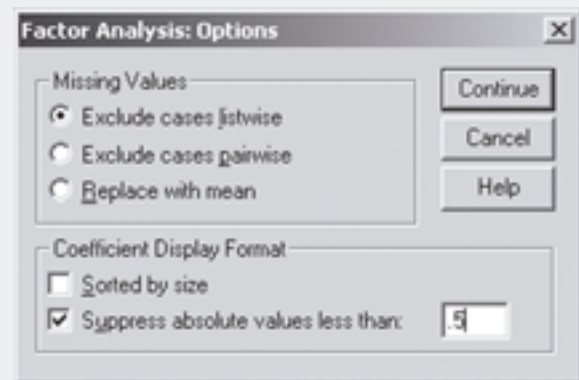 Factor Analysis: Options
Missing Values
Exclude cases listwise
Exclude cases pairwise
Replace with mean
Continue
Cancel
Help
Coefficient Display Format
Sorted by size
Suppress absolute values less than: .5